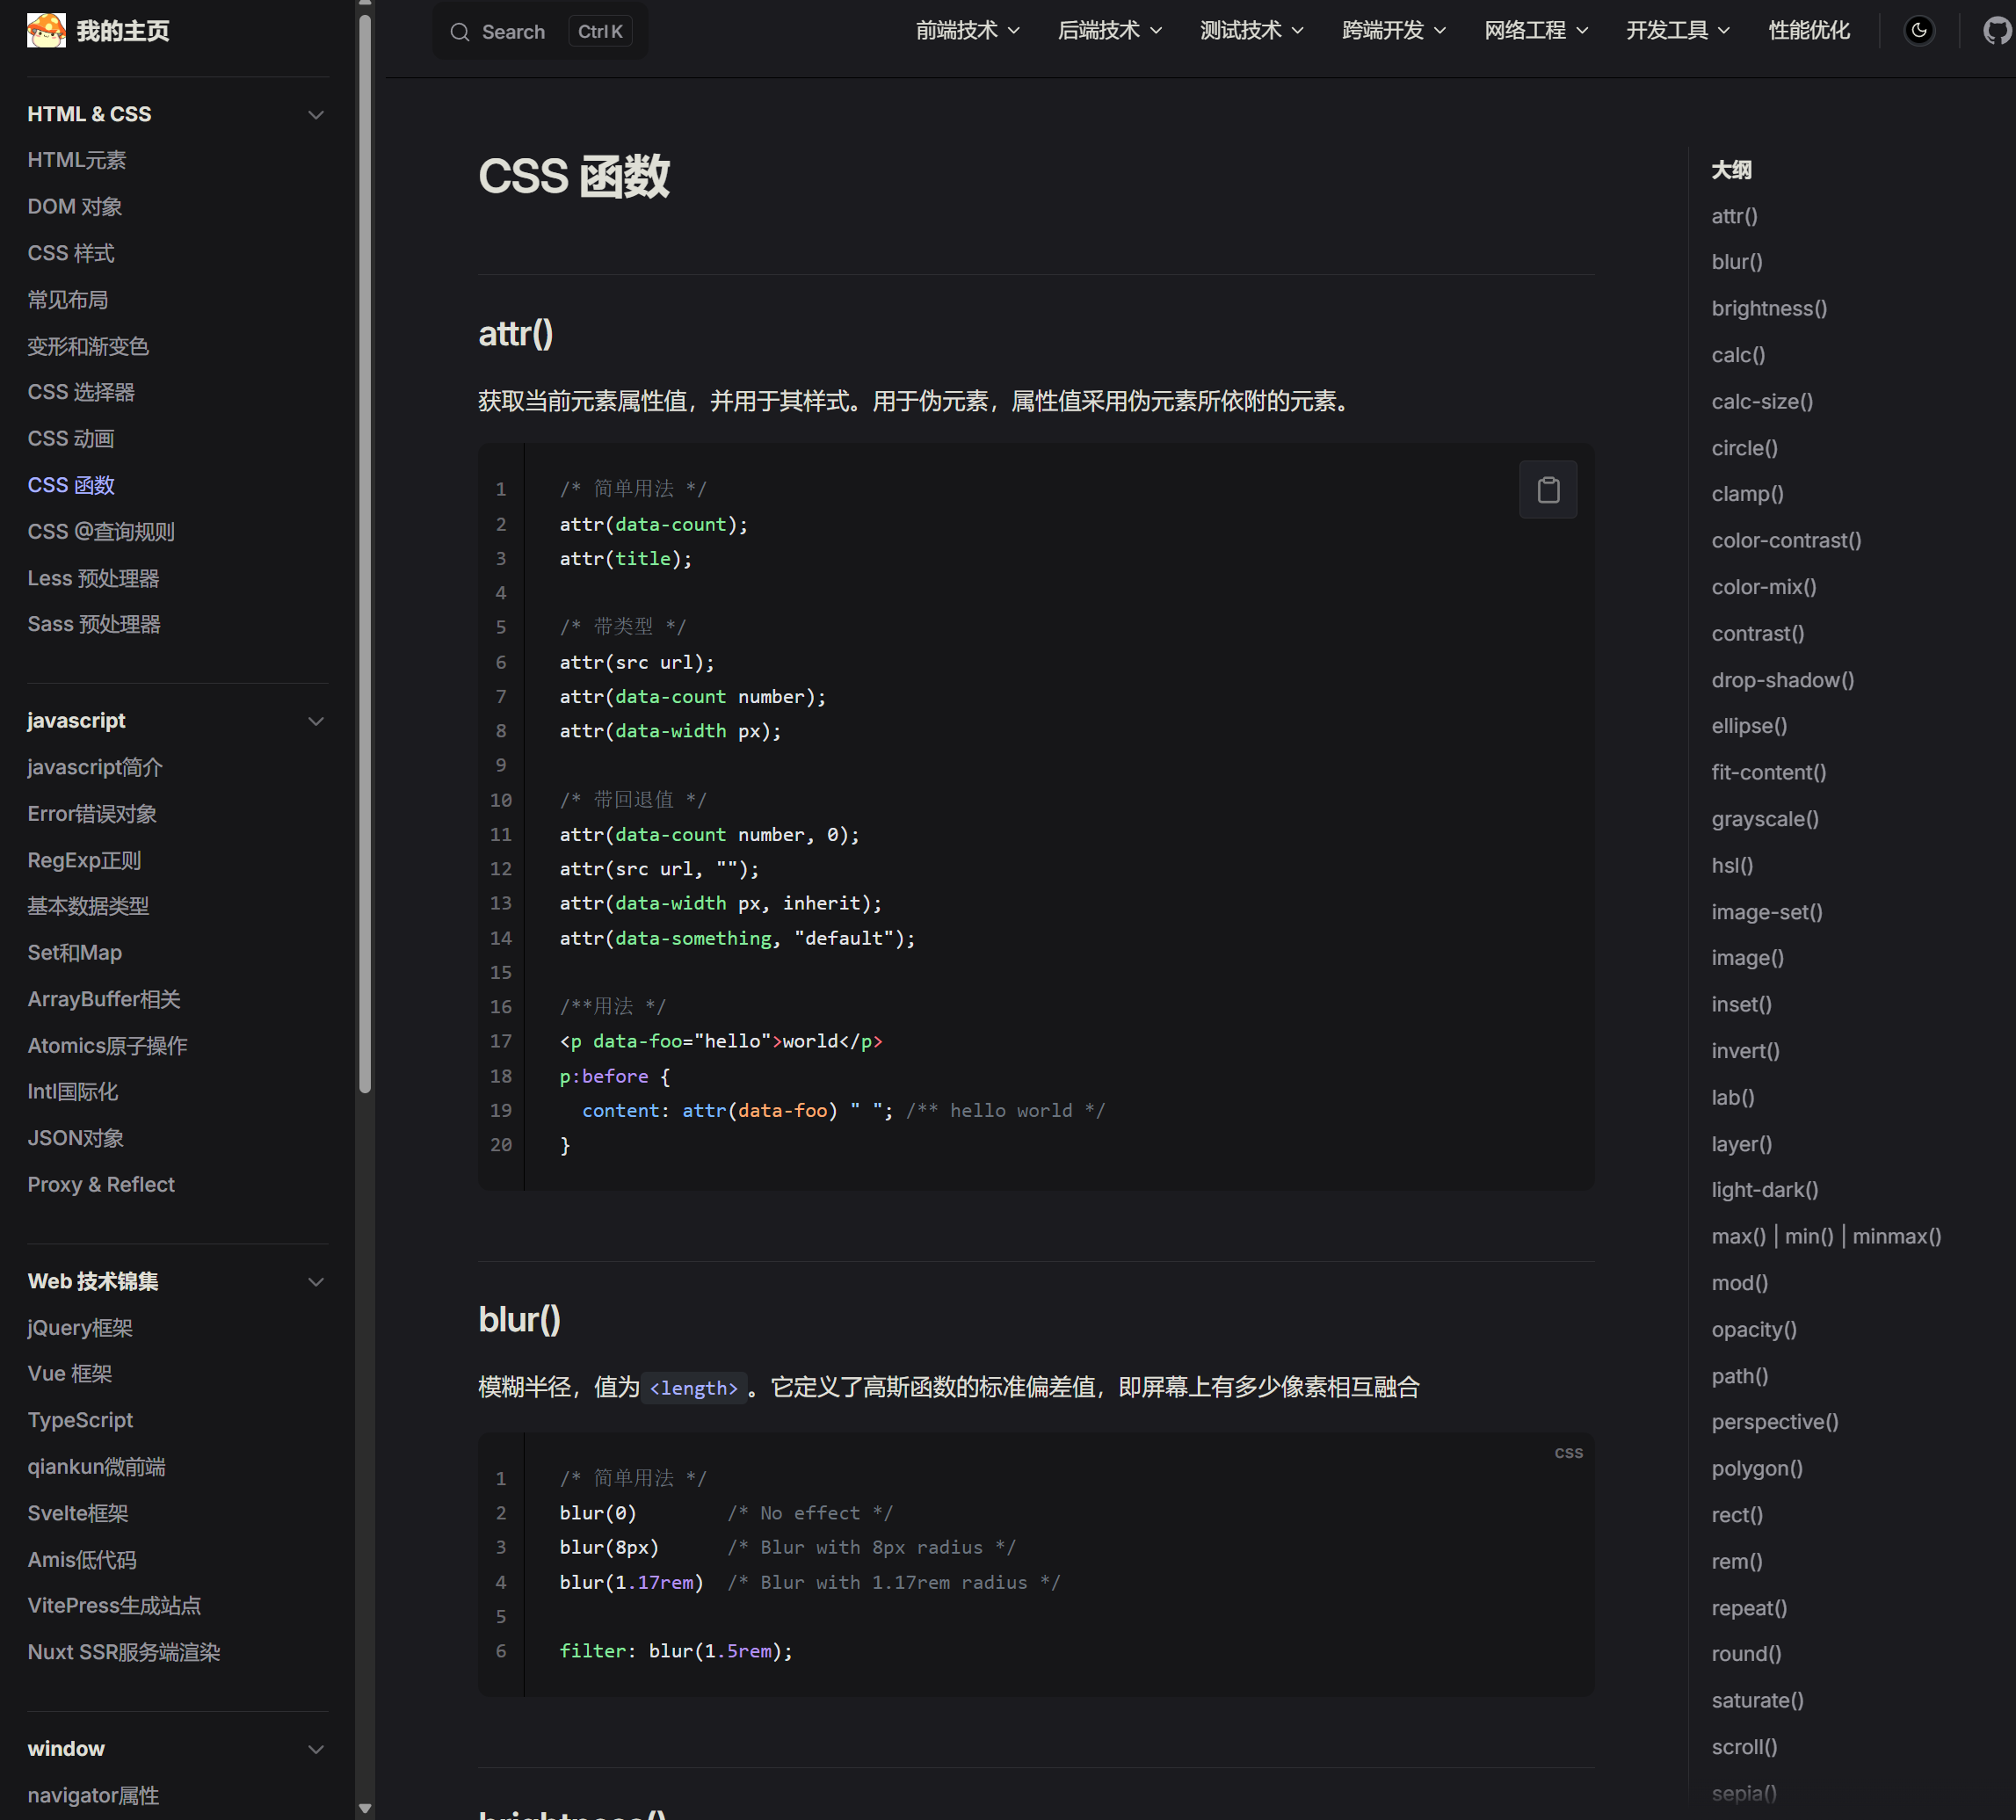 我的主页
Search Ctrl K
前端技术 后端技术 测试技术 跨端开发 网络工程 开发工具 性能优化
HTML & CSS
HTML元素
DOM 对象
CSS 样式
常见布局
变形和渐变色
CSS 选择器
CSS 动画
CSS 函数
CSS @查询规则
Less 预处理器
Sass 预处理器
javascript
javascript简介
Error错误对象
RegExp正则
基本数据类型
Set和Map
ArrayBuffer相关
Atomics原子操作
Intl国际化
JSON对象
Proxy & Reflect
Web 技术锦集
jQuery框架
Vue 框架
TypeScript
qiankun微前端
Svelte框架
Amis低代码
VitePress生成站点
Nuxt SSR服务端渲染
window
navigator属性
CSS 函数
attr()
获取当前元素属性值，并用于其样式。用于伪元素，属性值采用伪元素所依附的元素。
1 /* 简单用法 */
2 attr(data-count);
3 attr(title);
4
5 /* 带类型 */
6 attr(src url);
7 attr(data-count number);
8 attr(data-width px);
9
10 /* 带回退值 */
11 attr(data-count number, 0);
12 attr(src url, "");
13 attr(data-width px, inherit);
14 attr(data-something, "default");
15
16 /**用法 */
17 <p data-foo="hello">world</p>
18 p:before {
19   content: attr(data-foo) " "; /** hello world */
20 }
blur()
模糊半径，值为 <length> 。它定义了高斯函数的标准偏差值，即屏幕上有多少像素相互融合
css
1 /* 简单用法 */
2 blur(0)        /* No effect */
3 blur(8px)      /* Blur with 8px radius */
4 blur(1.17rem)  /* Blur with 1.17rem radius */
5
6 filter: blur(1.5rem);
brightness()
大纲
attr()
blur()
brightness()
calc()
calc-size()
circle()
clamp()
color-contrast()
color-mix()
contrast()
drop-shadow()
ellipse()
fit-content()
grayscale()
hsl()
image-set()
image()
inset()
invert()
lab()
layer()
light-dark()
max() | min() | minmax()
mod()
opacity()
path()
perspective()
polygon()
rect()
rem()
repeat()
round()
saturate()
scroll()
sepia()